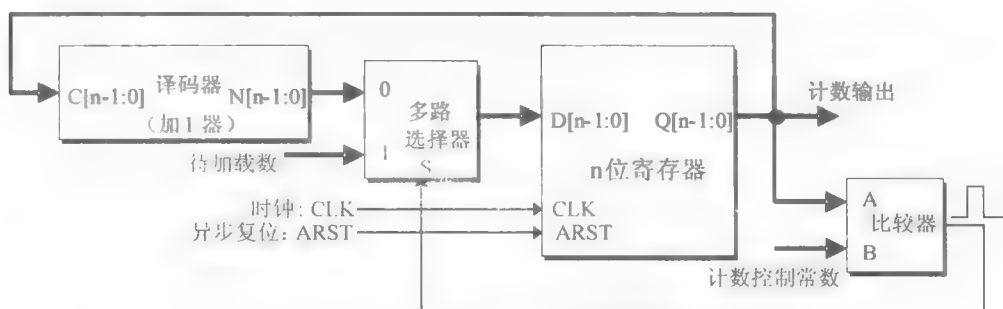 C[n-1:0]
译码器
N[n-1:0]
（加1器）
待加载数
0
1
多路
选择器
S
D[n-1:0]
Q[n-1:0]
n位寄存器
CLK
ARST
时钟: CLK
异步复位: ARST
计数输出
A
比较器
B
计数控制常数